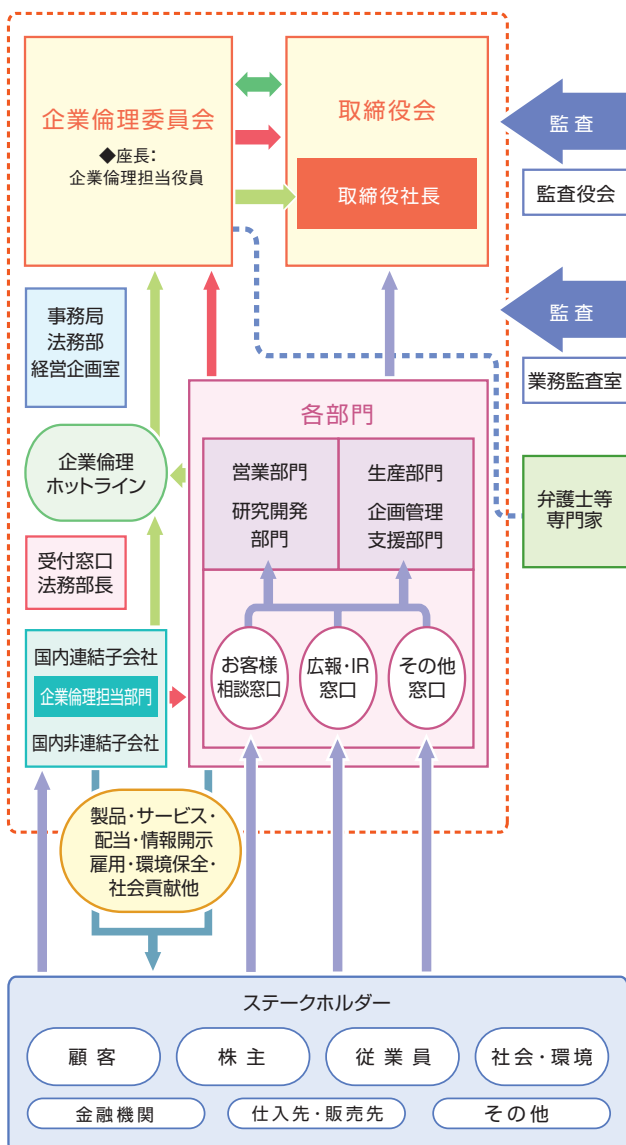 企業倫理委員会
◆座長：
企業倫理担当役員
取締役会
取締役社長
監査
監査役会
監査
業務監査室
事務局
法務部
経営企画室
各部門
営業部門
研究開発
部門
生産部門
企画管理
支援部門
企業倫理
ホットライン
弁護士等
専門家
受付窓口
法務部長
国内連結子会社
企業倫理担当部門
国内非連結子会社
お客様
相談窓口
広報・IR
窓口
その他
窓口
製品・サービス・
配当・情報開示
雇用・環境保全・
社会貢献他
ステークホルダー
顧客
株主
従業員
社会・環境
金融機関
仕入先・販売先
その他